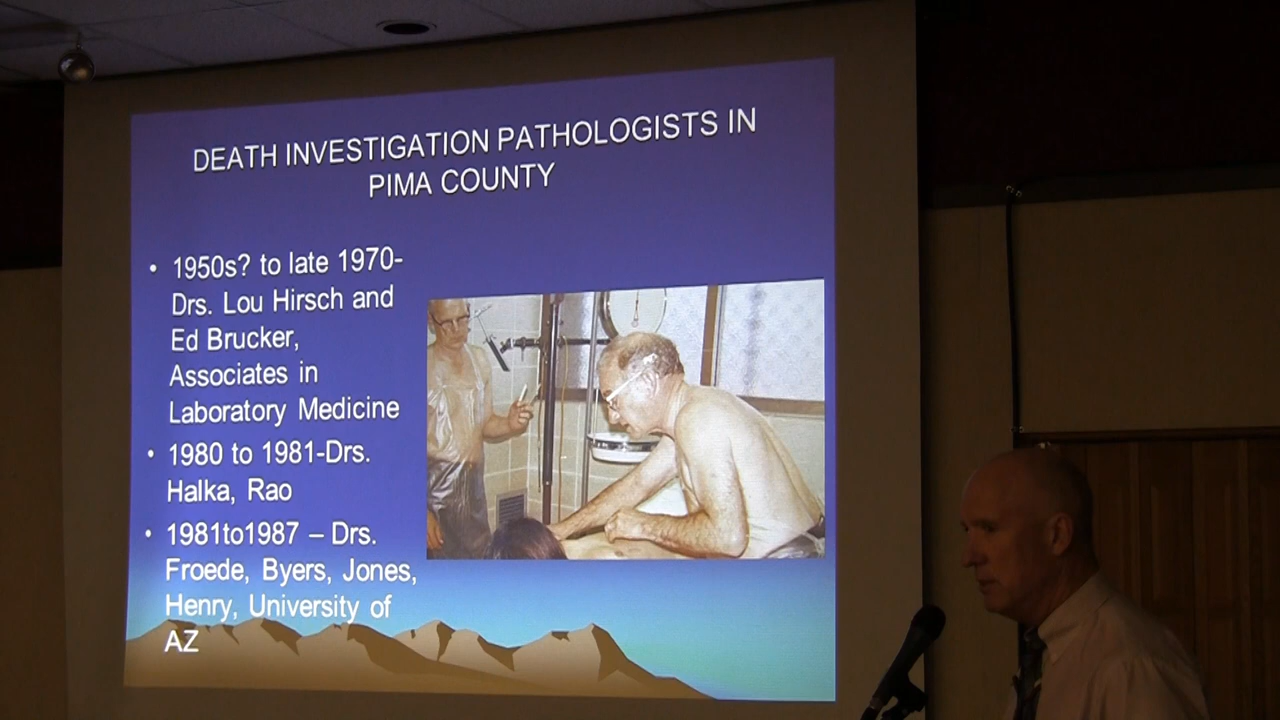 DEATH INVESTIGATION PATHOLOGISTS IN
PIMA COUNTY
• 1950s? to late 1970-
Drs. Lou Hirsch and
Ed Brucker,
Associates in
Laboratory Medicine
• 1980 to 1981-Drs.
Halka, Rao
• 1981to1987 – Drs.
Froede, Byers, Jones,
Henry, University of
AZ